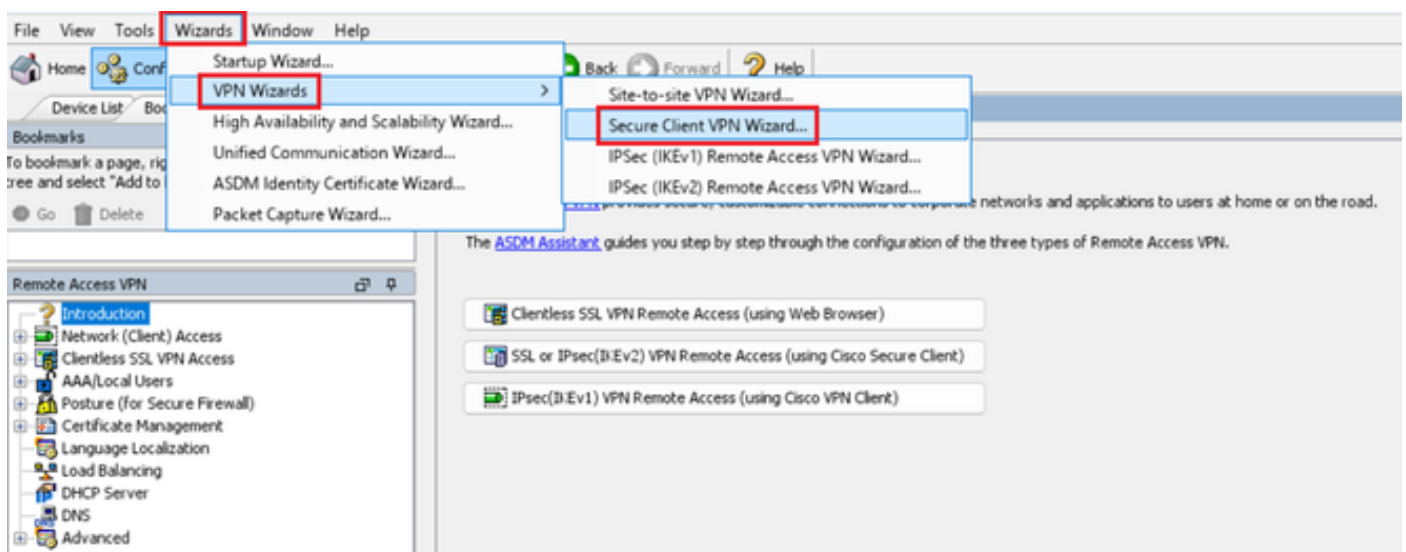 File View Tools Wizards Window Help
Home Conf Back Forward Help
Startup Wizard...
VPN Wizards >
High Availability and Scalability Wizard...
Unified Communication Wizard...
ASDM Identity Certificate Wizard...
Packet Capture Wizard...
Site-to-site VPN Wizard...
Secure Client VPN Wizard...
IPSec (IKEv1) Remote Access VPN Wizard...
IPSec (IKEv2) Remote Access VPN Wizard...
Device List Boo
Bookmarks
To bookmark a page, rig
tree and select "Add to
Go Delete
networks and applications to users at home or on the road.
The ASDM Assistant guides you step by step through the configuration of the three types of Remote Access VPN.
Remote Access VPN
Introduction
Network (Client) Access
Clientless SSL VPN Access
AAA/Local Users
Posture (for Secure Firewall)
Certificate Management
Language Localization
Load Balancing
DHCP Server
DNS
Advanced
Clientless SSL VPN Remote Access (using Web Browser)
SSL or IPsec(IKEv2) VPN Remote Access (using Cisco Secure Client)
IPsec(IKEv1) VPN Remote Access (using Cisco VPN Client)